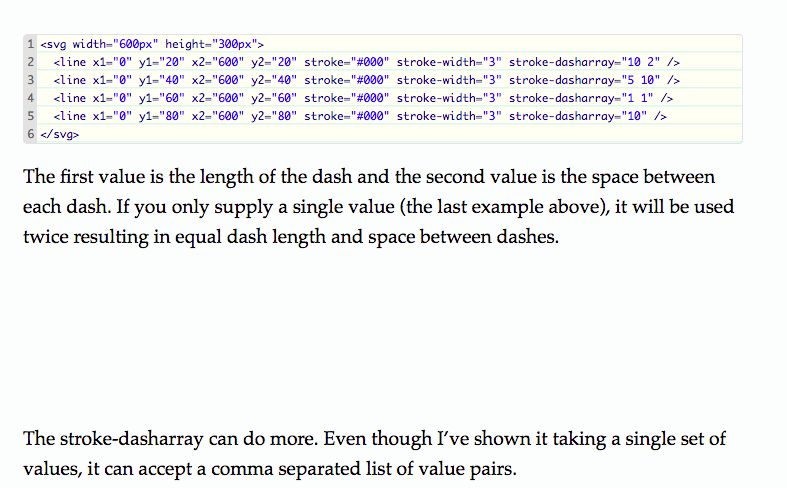 1 <svg width="600px" height="300px">
2   <line x1="0" y1="20" x2="600" y2="20" stroke="#000" stroke-width="3" stroke-dasharray="10 2" />
3   <line x1="0" y1="40" x2="600" y2="40" stroke="#000" stroke-width="3" stroke-dasharray="5 10" />
4   <line x1="0" y1="60" x2="600" y2="60" stroke="#000" stroke-width="3" stroke-dasharray="1 1" />
5   <line x1="0" y1="80" x2="600" y2="80" stroke="#000" stroke-width="3" stroke-dasharray="10" />
6 </svg>
The first value is the length of the dash and the second value is the space between
each dash. If you only supply a single value (the last example above), it will be used
twice resulting in equal dash length and space between dashes.
The stroke-dasharray can do more. Even though I’ve shown it taking a single set of
values, it can accept a comma separated list of value pairs.